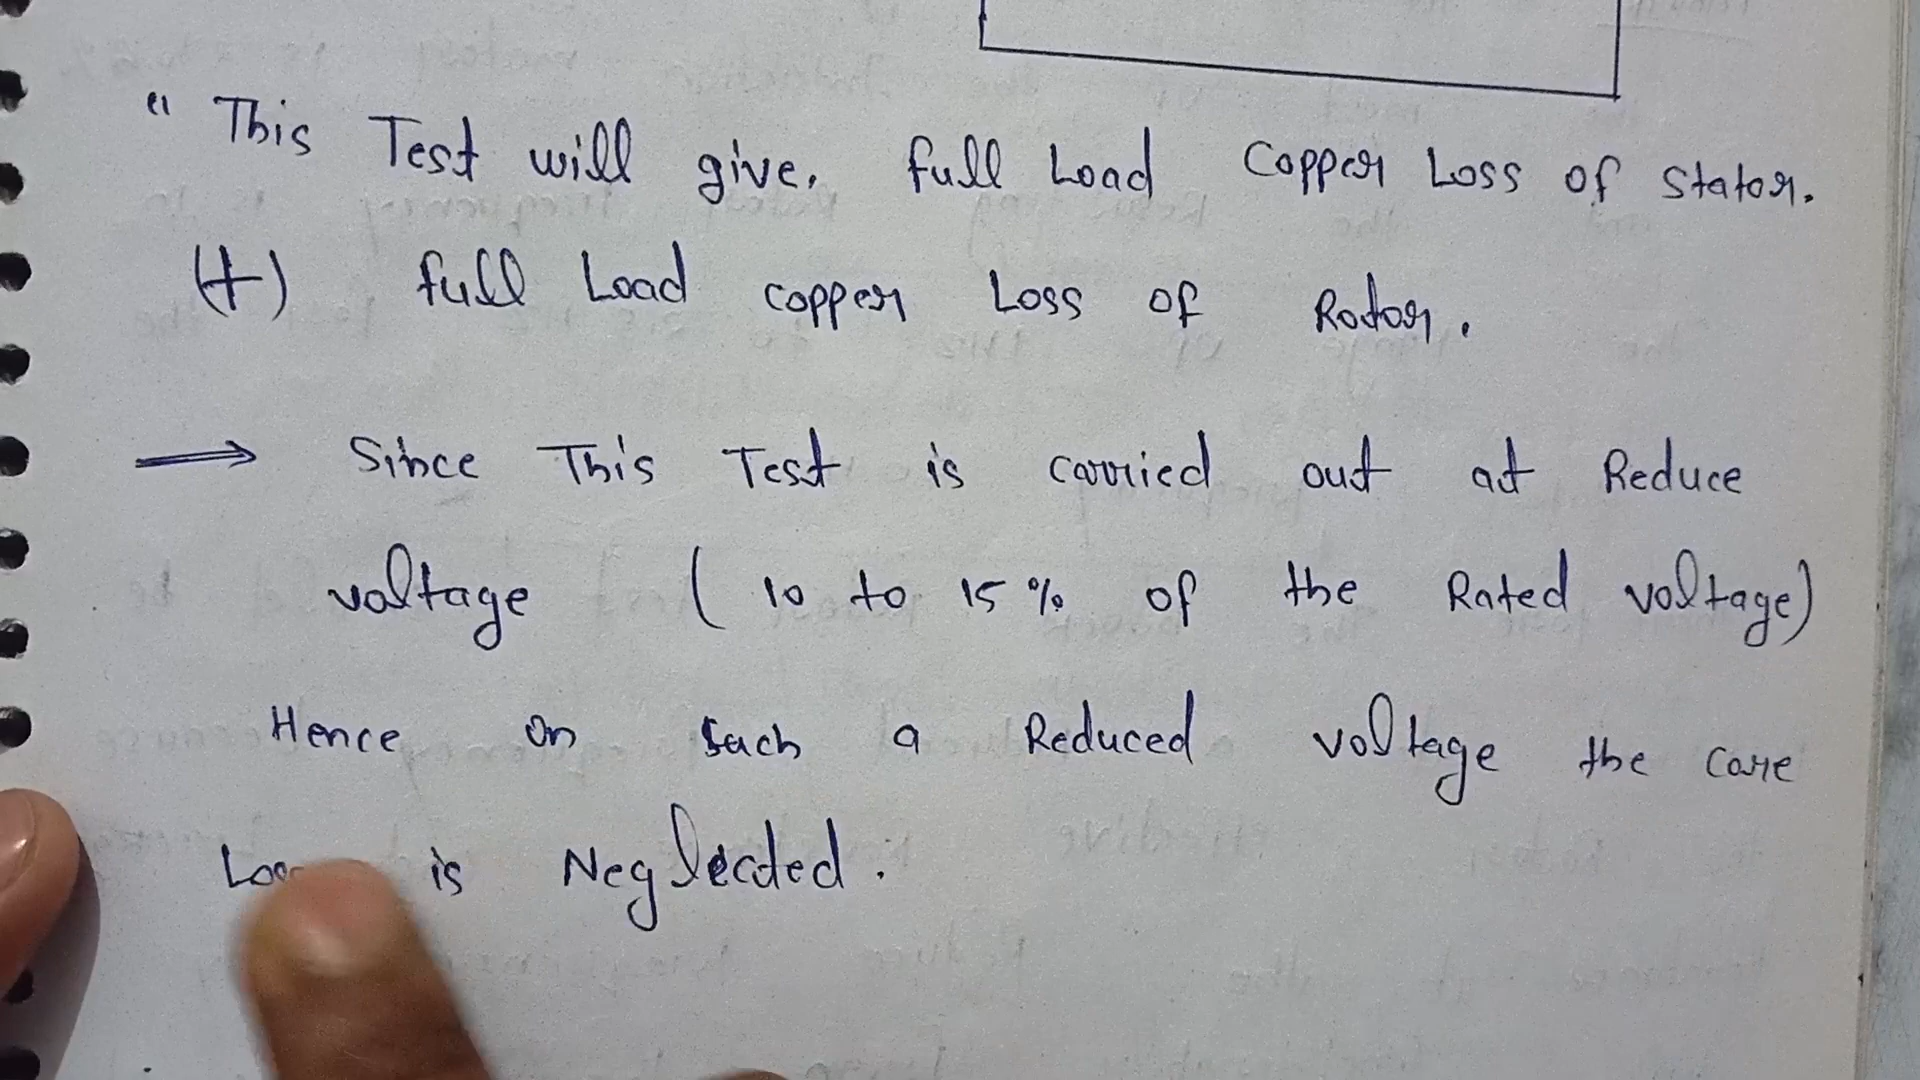 " This Test will give. full Load Copper Loss of Stator.
(+) full Load copper Loss of Rotor.
⟹ Since This Test is carried out at Reduce
voltage ( 10 to 15% of the Rated voltage)
Hence on such a Reduced voltage the core
is Neglected.